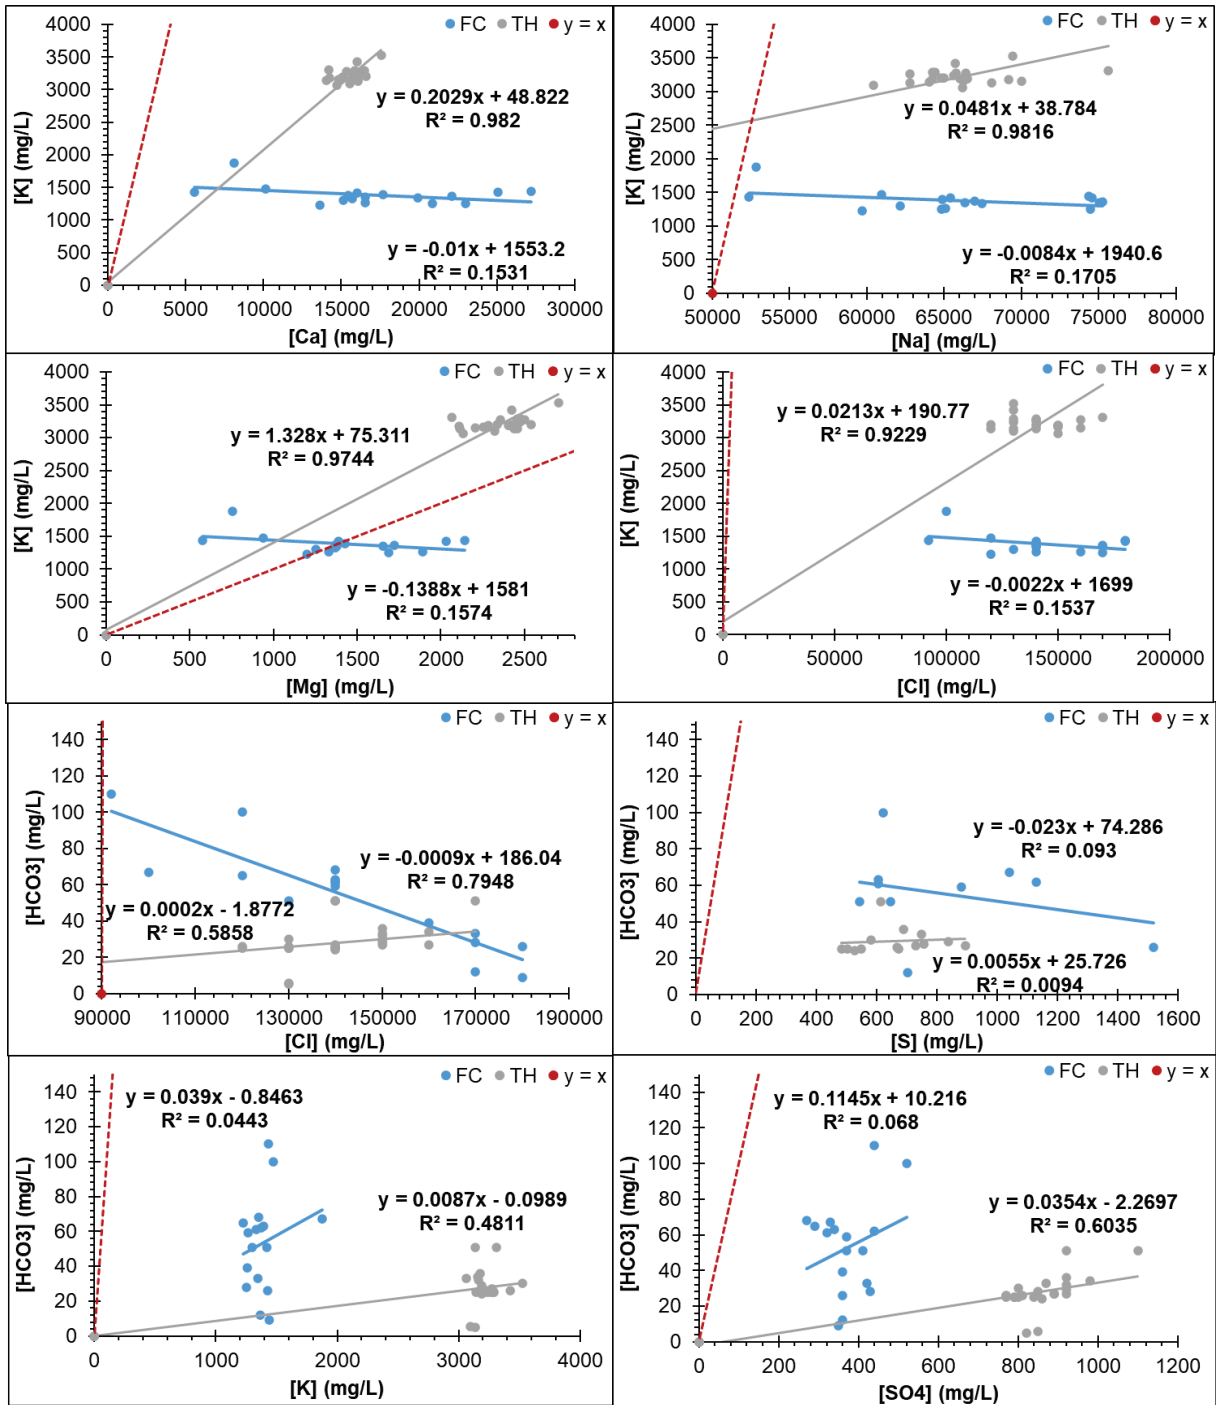 FC TH y = x
4000
3500
3000
2500
2000
1500
1000
500
0
[K] (mg/L)
y = 0.2029x + 48.822
R² = 0.982
y = -0.01x + 1553.2
R² = 0.1531
0 5000 10000 15000 20000 25000 30000
[Ca] (mg/L)
FC TH y = x
4000
3500
3000
2500
2000
1500
1000
500
0
[K] (mg/L)
y = 0.0481x + 38.784
R² = 0.9816
y = -0.0084x + 1940.6
R² = 0.1705
50000 55000 60000 65000 70000 75000 80000
[Na] (mg/L)
FC TH y = x
4000
3500
3000
2500
2000
1500
1000
500
0
[K] (mg/L)
y = 1.328x + 75.311
R² = 0.9744
y = -0.1388x + 1581
R² = 0.1574
0 500 1000 1500 2000 2500
[Mg] (mg/L)
FC TH y = x
4000
3500
3000
2500
2000
1500
1000
500
0
[K] (mg/L)
y = 0.0213x + 190.77
R² = 0.9229
y = -0.0022x + 1699
R² = 0.1537
0 50000 100000 150000 200000
[Cl] (mg/L)
FC TH y = x
140
120
100
80
60
40
20
0
[HCO3] (mg/L)
y = -0.0009x + 186.04
R² = 0.7948
y = 0.0002x - 1.8772
R² = 0.5858
90000 110000 130000 150000 170000 190000
[Cl] (mg/L)
FC TH y = x
140
120
100
80
60
40
20
0
[HCO3] (mg/L)
y = -0.023x + 74.286
R² = 0.093
y = 0.0055x + 25.726
R² = 0.0094
0 200 400 600 800 1000 1200 1400 1600
[S] (mg/L)
FC TH y = x
140
120
100
80
60
40
20
0
[HCO3] (mg/L)
y = 0.039x - 0.8463
R² = 0.0443
y = 0.0087x - 0.0989
R² = 0.4811
0 1000 2000 3000 4000
[K] (mg/L)
FC TH y = x
140
120
100
80
60
40
20
0
[HCO3] (mg/L)
y = 0.1145x + 10.216
R² = 0.068
y = 0.0354x - 2.2697
R² = 0.6035
0 200 400 600 800 1000 1200
[SO4] (mg/L)